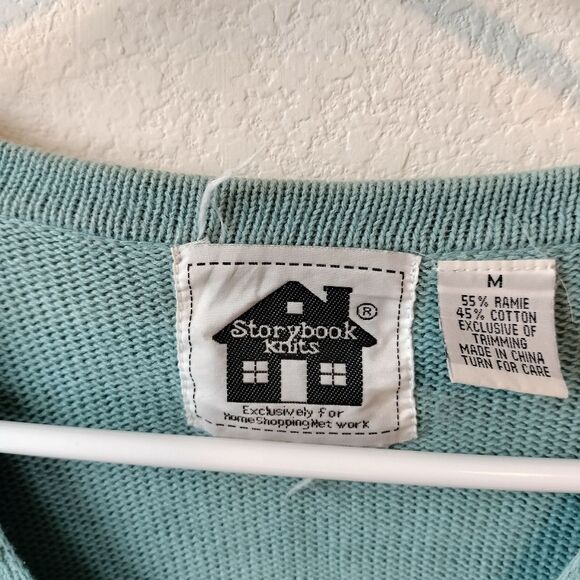 Storybook
knits
®
Exclusively for
HomeShoppingNetwork
M
55% RAMIE
45% COTTON
EXCLUSIVE OF
TRIMMING
MADE IN CHINA
TURN FOR CARE